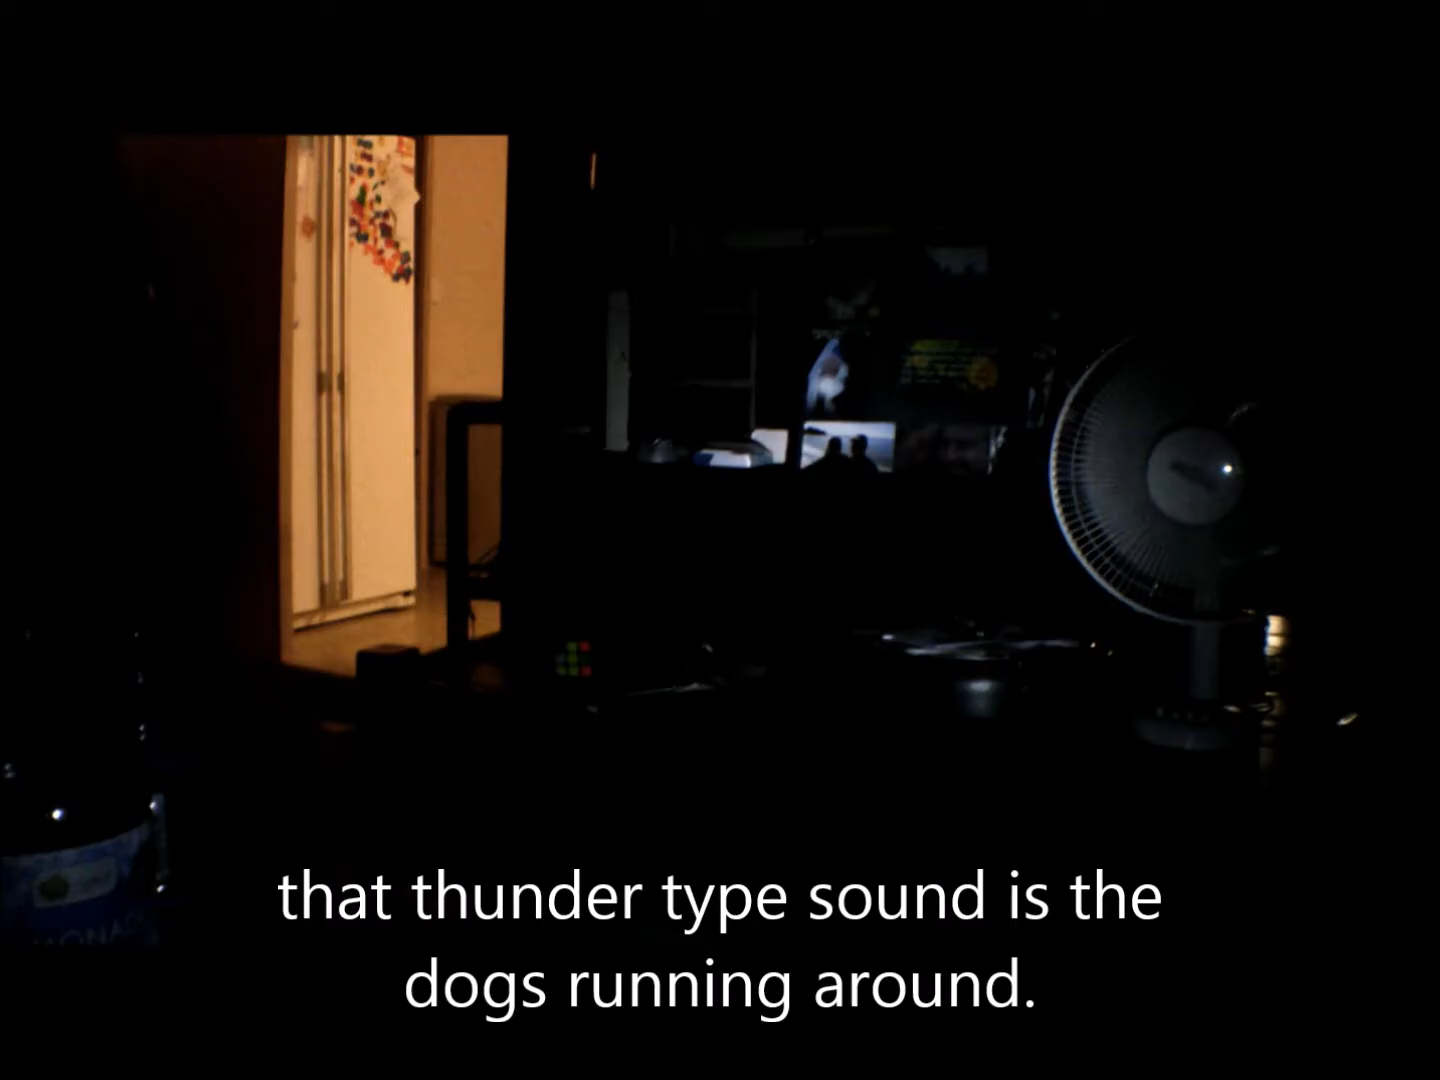 that thunder type sound is the
dogs running around.